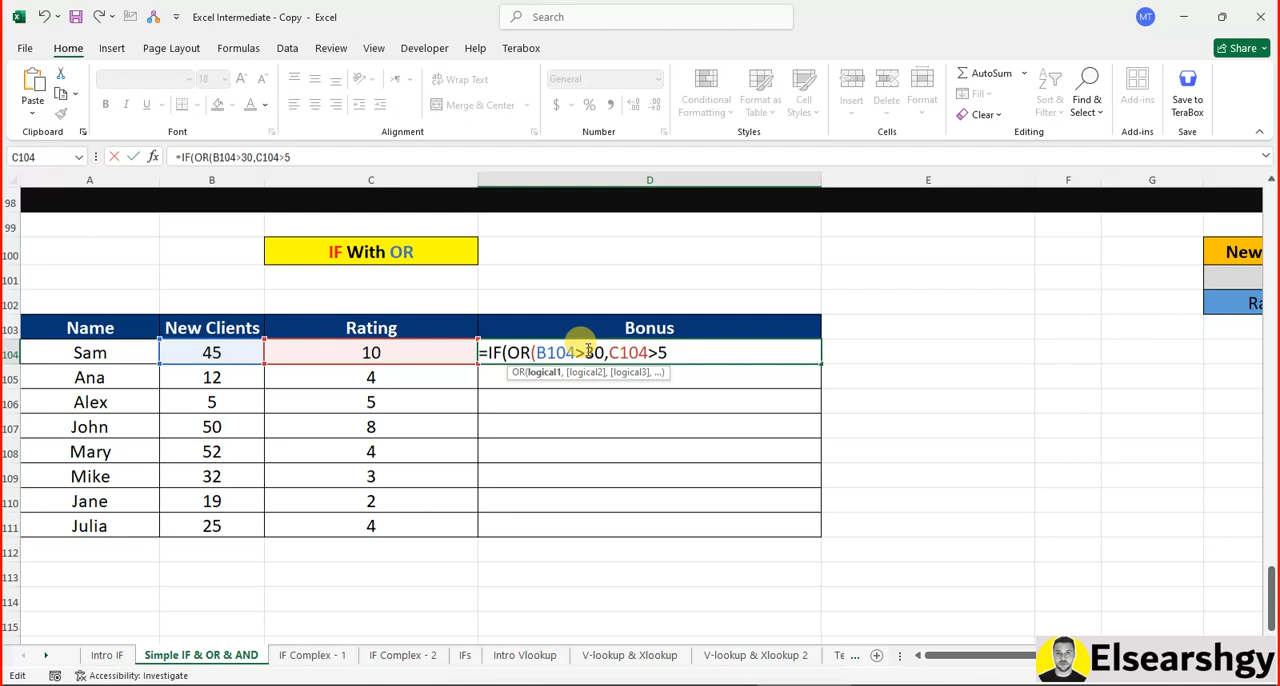 Excel Intermediate - Copy - Excel
Search
MT
File Home Insert Page Layout Formulas Data Review View Developer Help Terabox
Share
Paste
18
Wrap Text
Merge & Center
General
Conditional Formatting
Format as Table
Cell Styles
Insert
Delete
Format
AutoSum
Fill
Clear
Sort & Filter
Find & Select
Add-ins
Save to TeraBox
Clipboard Font Alignment Number Styles Cells Editing Add-ins Save
C104 =IF(OR(B104>30,C104>5
A B C D E F G
98
99
100 IF With OR New
101
102 Ra
103 Name New Clients Rating Bonus
104 Sam 45 10 =IF(OR(B104>30,C104>5
OR(logical1, [logical2], [logical3], ...)
105 Ana 12 4
106 Alex 5 5
107 John 50 8
108 Mary 52 4
109 Mike 32 3
110 Jane 19 2
111 Julia 25 4
112
113
114
115
Intro IF Simple IF & OR & AND IF Complex - 1 IF Complex - 2 IFs Intro Vlookup V-lookup & Xlookup V-lookup & Xlookup 2 Te ...
Edit Accessibility: Investigate
Elsearshgy